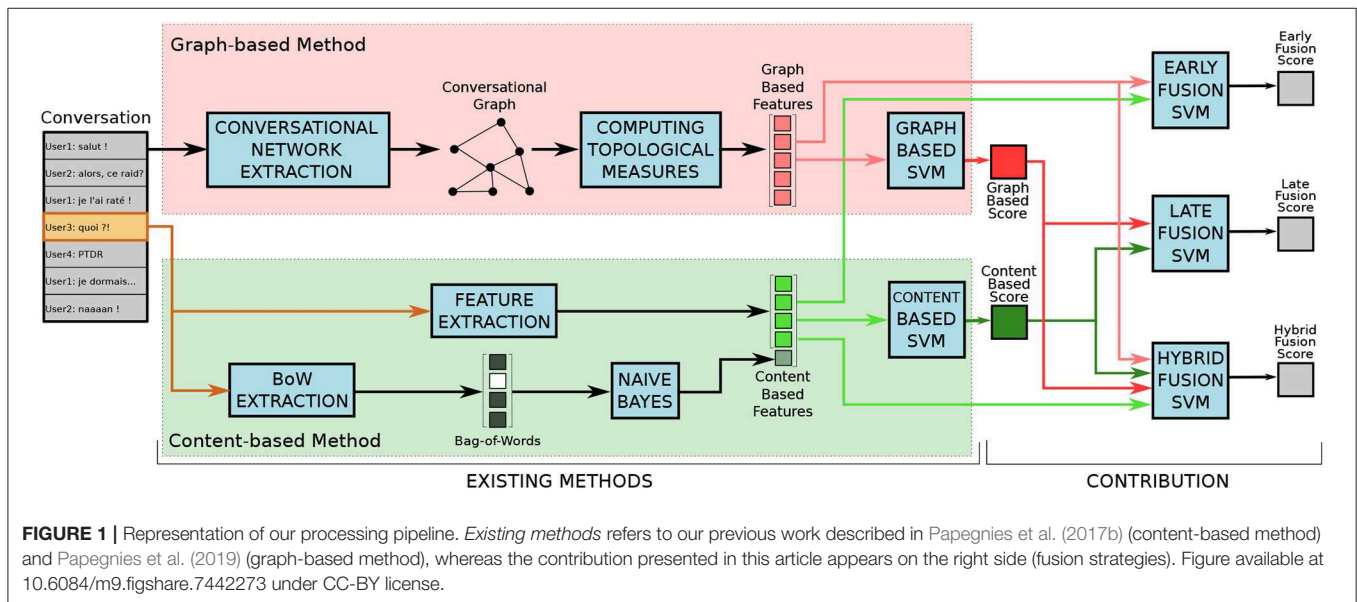 Graph-based Method
Conversation
User1: salut !
User2: alors, ce raid?
User1: je l'ai raté !
User3: quoi ?!
User4: PTDR
User1: je dormais...
User2: naaaan !
CONVERSATIONAL
NETWORK
EXTRACTION
Conversational
Graph
COMPUTING
TOPOLOGICAL
MEASURES
Graph
Based
Features
GRAPH
BASED
SVM
Graph
Based
Score
FEATURE
EXTRACTION
BoW
EXTRACTION
Bag-of-Words
NAIVE
BAYES
Content
Based
Features
CONTENT
BASED
SVM
Content
Based
Score
Content-based Method
EARLY
FUSION
SVM
Early
Fusion
Score
LATE
FUSION
SVM
Late
Fusion
Score
HYBRID
FUSION
SVM
Hybrid
Fusion
Score
EXISTING METHODS
CONTRIBUTION
FIGURE 1 | Representation of our processing pipeline. Existing methods refers to our previous work described in Papegnies et al. (2017b) (content-based method)
and Papegnies et al. (2019) (graph-based method), whereas the contribution presented in this article appears on the right side (fusion strategies). Figure available at
10.6084/m9.figshare.7442273 under CC-BY license.